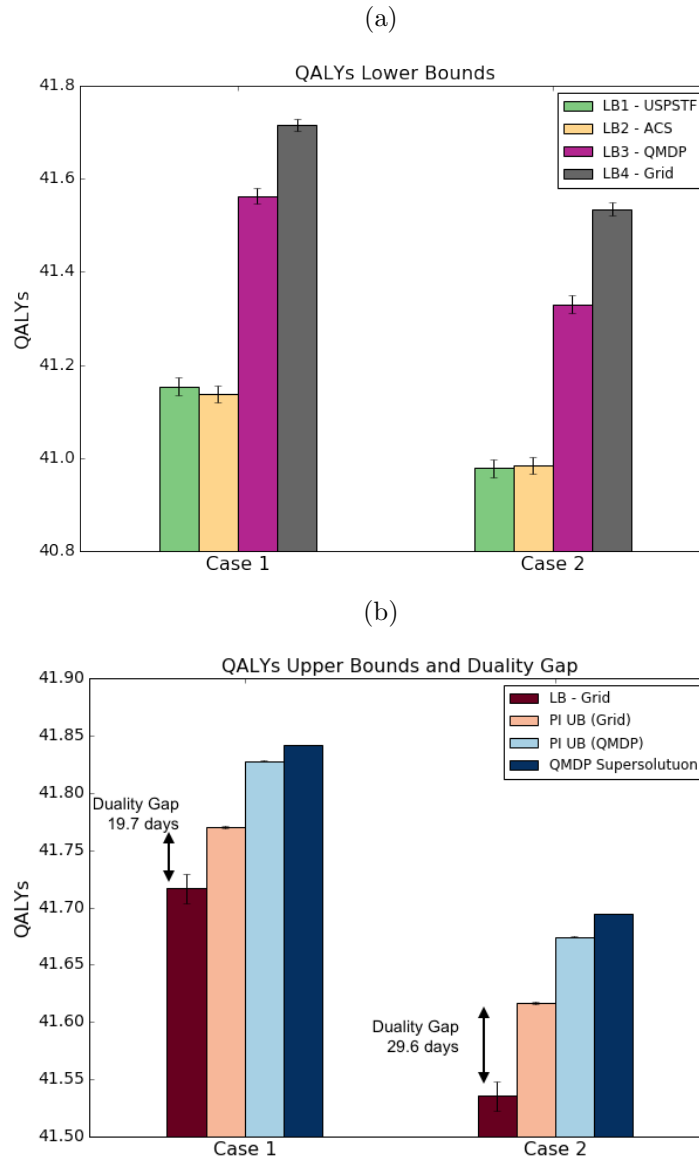 (a)
QALYs Lower Bounds
41.8
41.6
41.4
41.2
41.0
40.8
QALYs
LB1 - USPSTF
LB2 - ACS
LB3 - QMDP
LB4 - Grid
Case 1
Case 2
(b)
QALYs Upper Bounds and Duality Gap
41.90
41.85
41.80
41.75
41.70
41.65
41.60
41.55
41.50
QALYs
LB - Grid
PI UB (Grid)
PI UB (QMDP)
QMDP Supersolutuon
Duality Gap
19.7 days
Duality Gap
29.6 days
Case 1
Case 2